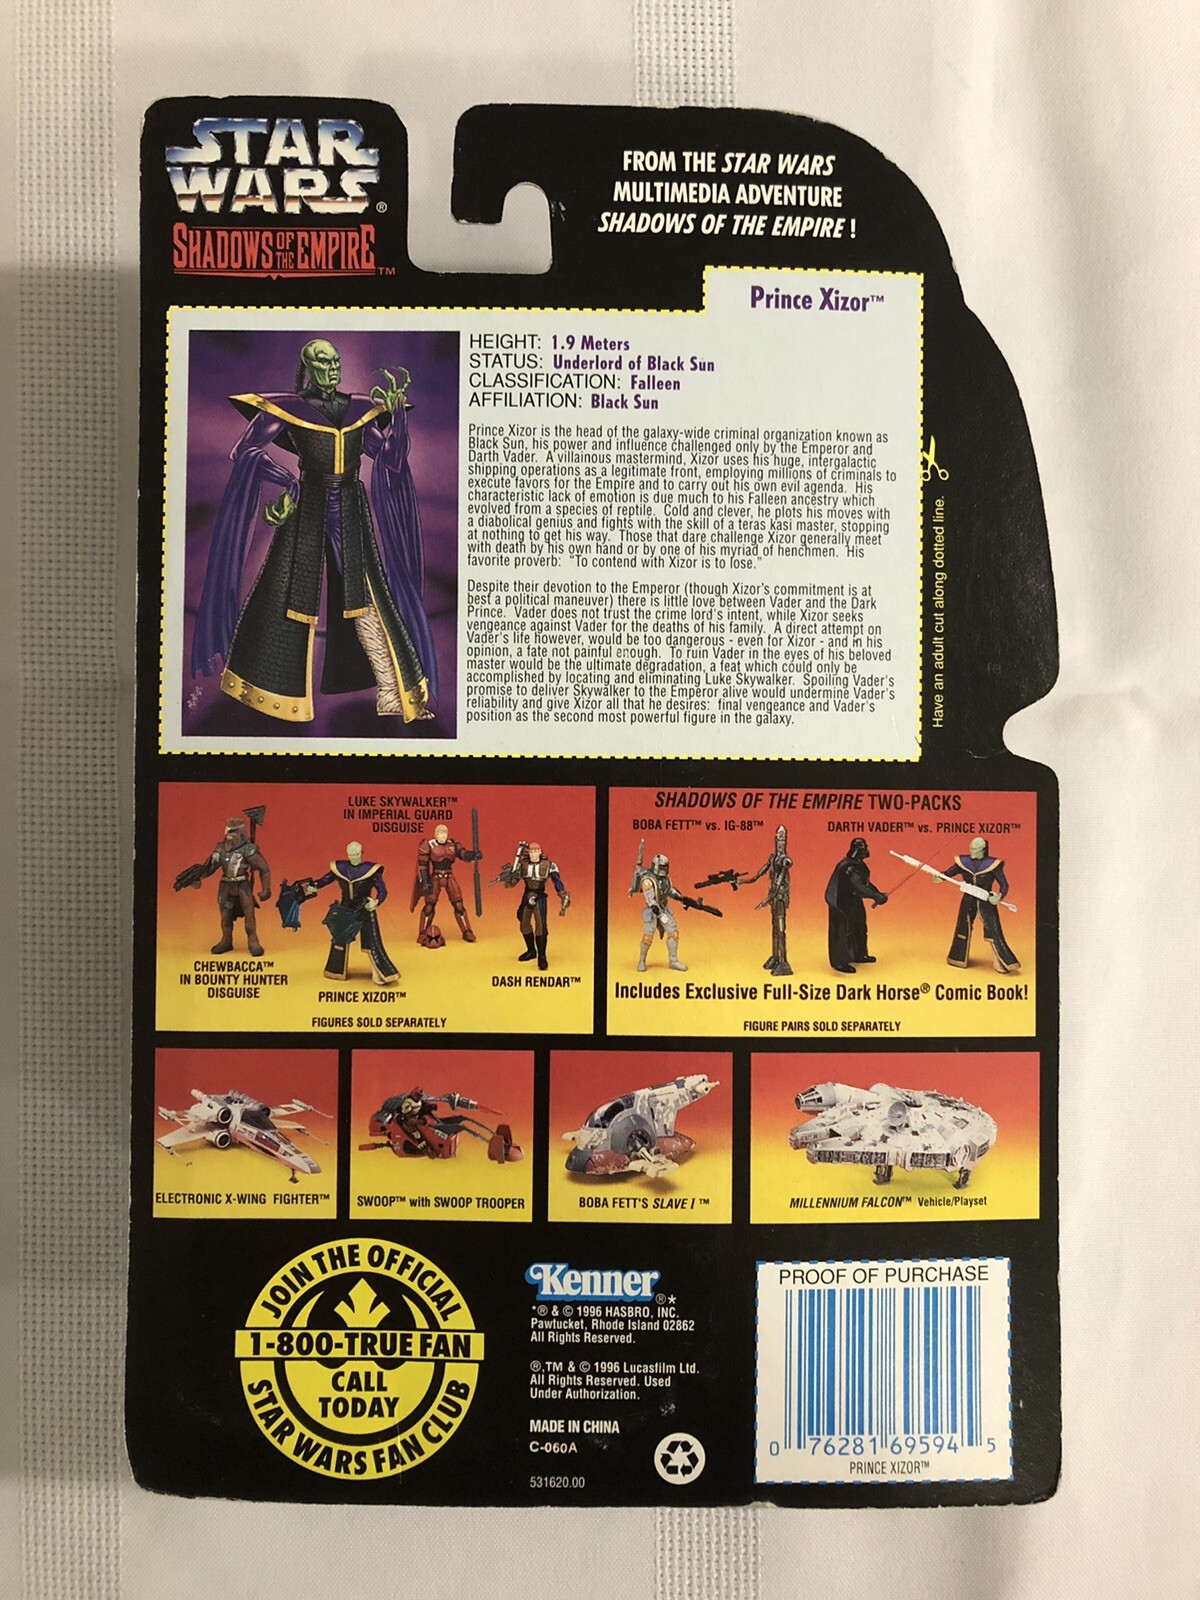 STAR
WARS®
SHADOWS OF THE EMPIRE™
FROM THE STAR WARS
MULTIMEDIA ADVENTURE
SHADOWS OF THE EMPIRE !
Prince Xizor™
HEIGHT: 1.9 Meters
STATUS: Underlord of Black Sun
CLASSIFICATION: Falleen
AFFILIATION: Black Sun
Prince Xizor is the head of the galaxy-wide criminal organization known as
Black Sun, his power and influence challenged only by the Emperor and
Darth Vader. A villainous mastermind, Xizor uses his huge, intergalactic
shipping operations as a legitimate front, employing millions of criminals to
execute favors for the Empire and to carry out his own evil agenda. His
characteristic lack of emotion is due much to his Falleen ancestry which
evolved from a species of reptile. Cold and clever, he plots his moves with
a diabolical genius and fights with the skill of a teras kasi master, stopping
at nothing to get his way. Those that dare challenge Xizor generally meet
with death by his own hand or by one of his myriad of henchmen. His
favorite proverb: "To contend with Xizor is to lose."
Despite their devotion to the Emperor (though Xizor's commitment is at
best a political maneuver) there is little love between Vader and the Dark
Prince. Vader does not trust the crime lord's intent, while Xizor seeks
vengeance against Vader for the deaths of his family. A direct attempt on
Vader's life however, would be too dangerous - even for Xizor - and in his
opinion, a fate not painful enough. To ruin Vader in the eyes of his beloved
master would be the ultimate degradation, a feat which could only be
accomplished by locating and eliminating Luke Skywalker. Spoiling Vader's
promise to deliver Skywalker to the Emperor alive would undermine Vader's
reliability and give Xizor all that he desires: final vengeance and Vader's
position as the second most powerful figure in the galaxy.
Have an adult cut along dotted line.
LUKE SKYWALKER™
IN IMPERIAL GUARD
DISGUISE
CHEWBACCA™
IN BOUNTY HUNTER
DISGUISE
PRINCE XIZOR™
DASH RENDAR™
FIGURES SOLD SEPARATELY
SHADOWS OF THE EMPIRE TWO-PACKS
BOBA FETT™ vs. IG-88™
DARTH VADER™ vs. PRINCE XIZOR™
Includes Exclusive Full-Size Dark Horse® Comic Book!
FIGURE PAIRS SOLD SEPARATELY
ELECTRONIC X-WING FIGHTER™
SWOOP™ with SWOOP TROOPER
BOBA FETT'S SLAVE I™
MILLENNIUM FALCON™ Vehicle/Playset
JOIN THE OFFICIAL
1-800-TRUE FAN
CALL
TODAY
STAR WARS FAN CLUB
Kenner®*
*® & © 1996 HASBRO, INC.
Pawtucket, Rhode Island 02862
All Rights Reserved.
®,TM & © 1996 Lucasfilm Ltd.
All Rights Reserved. Used
Under Authorization.
MADE IN CHINA
C-060A
531620.00
PROOF OF PURCHASE
0 76281 69594 5
PRINCE XIZOR™